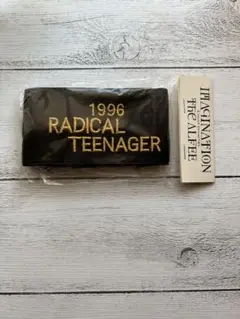 1996
RADICAL
TEENAGER
IMAGINATION
THE ALFEE